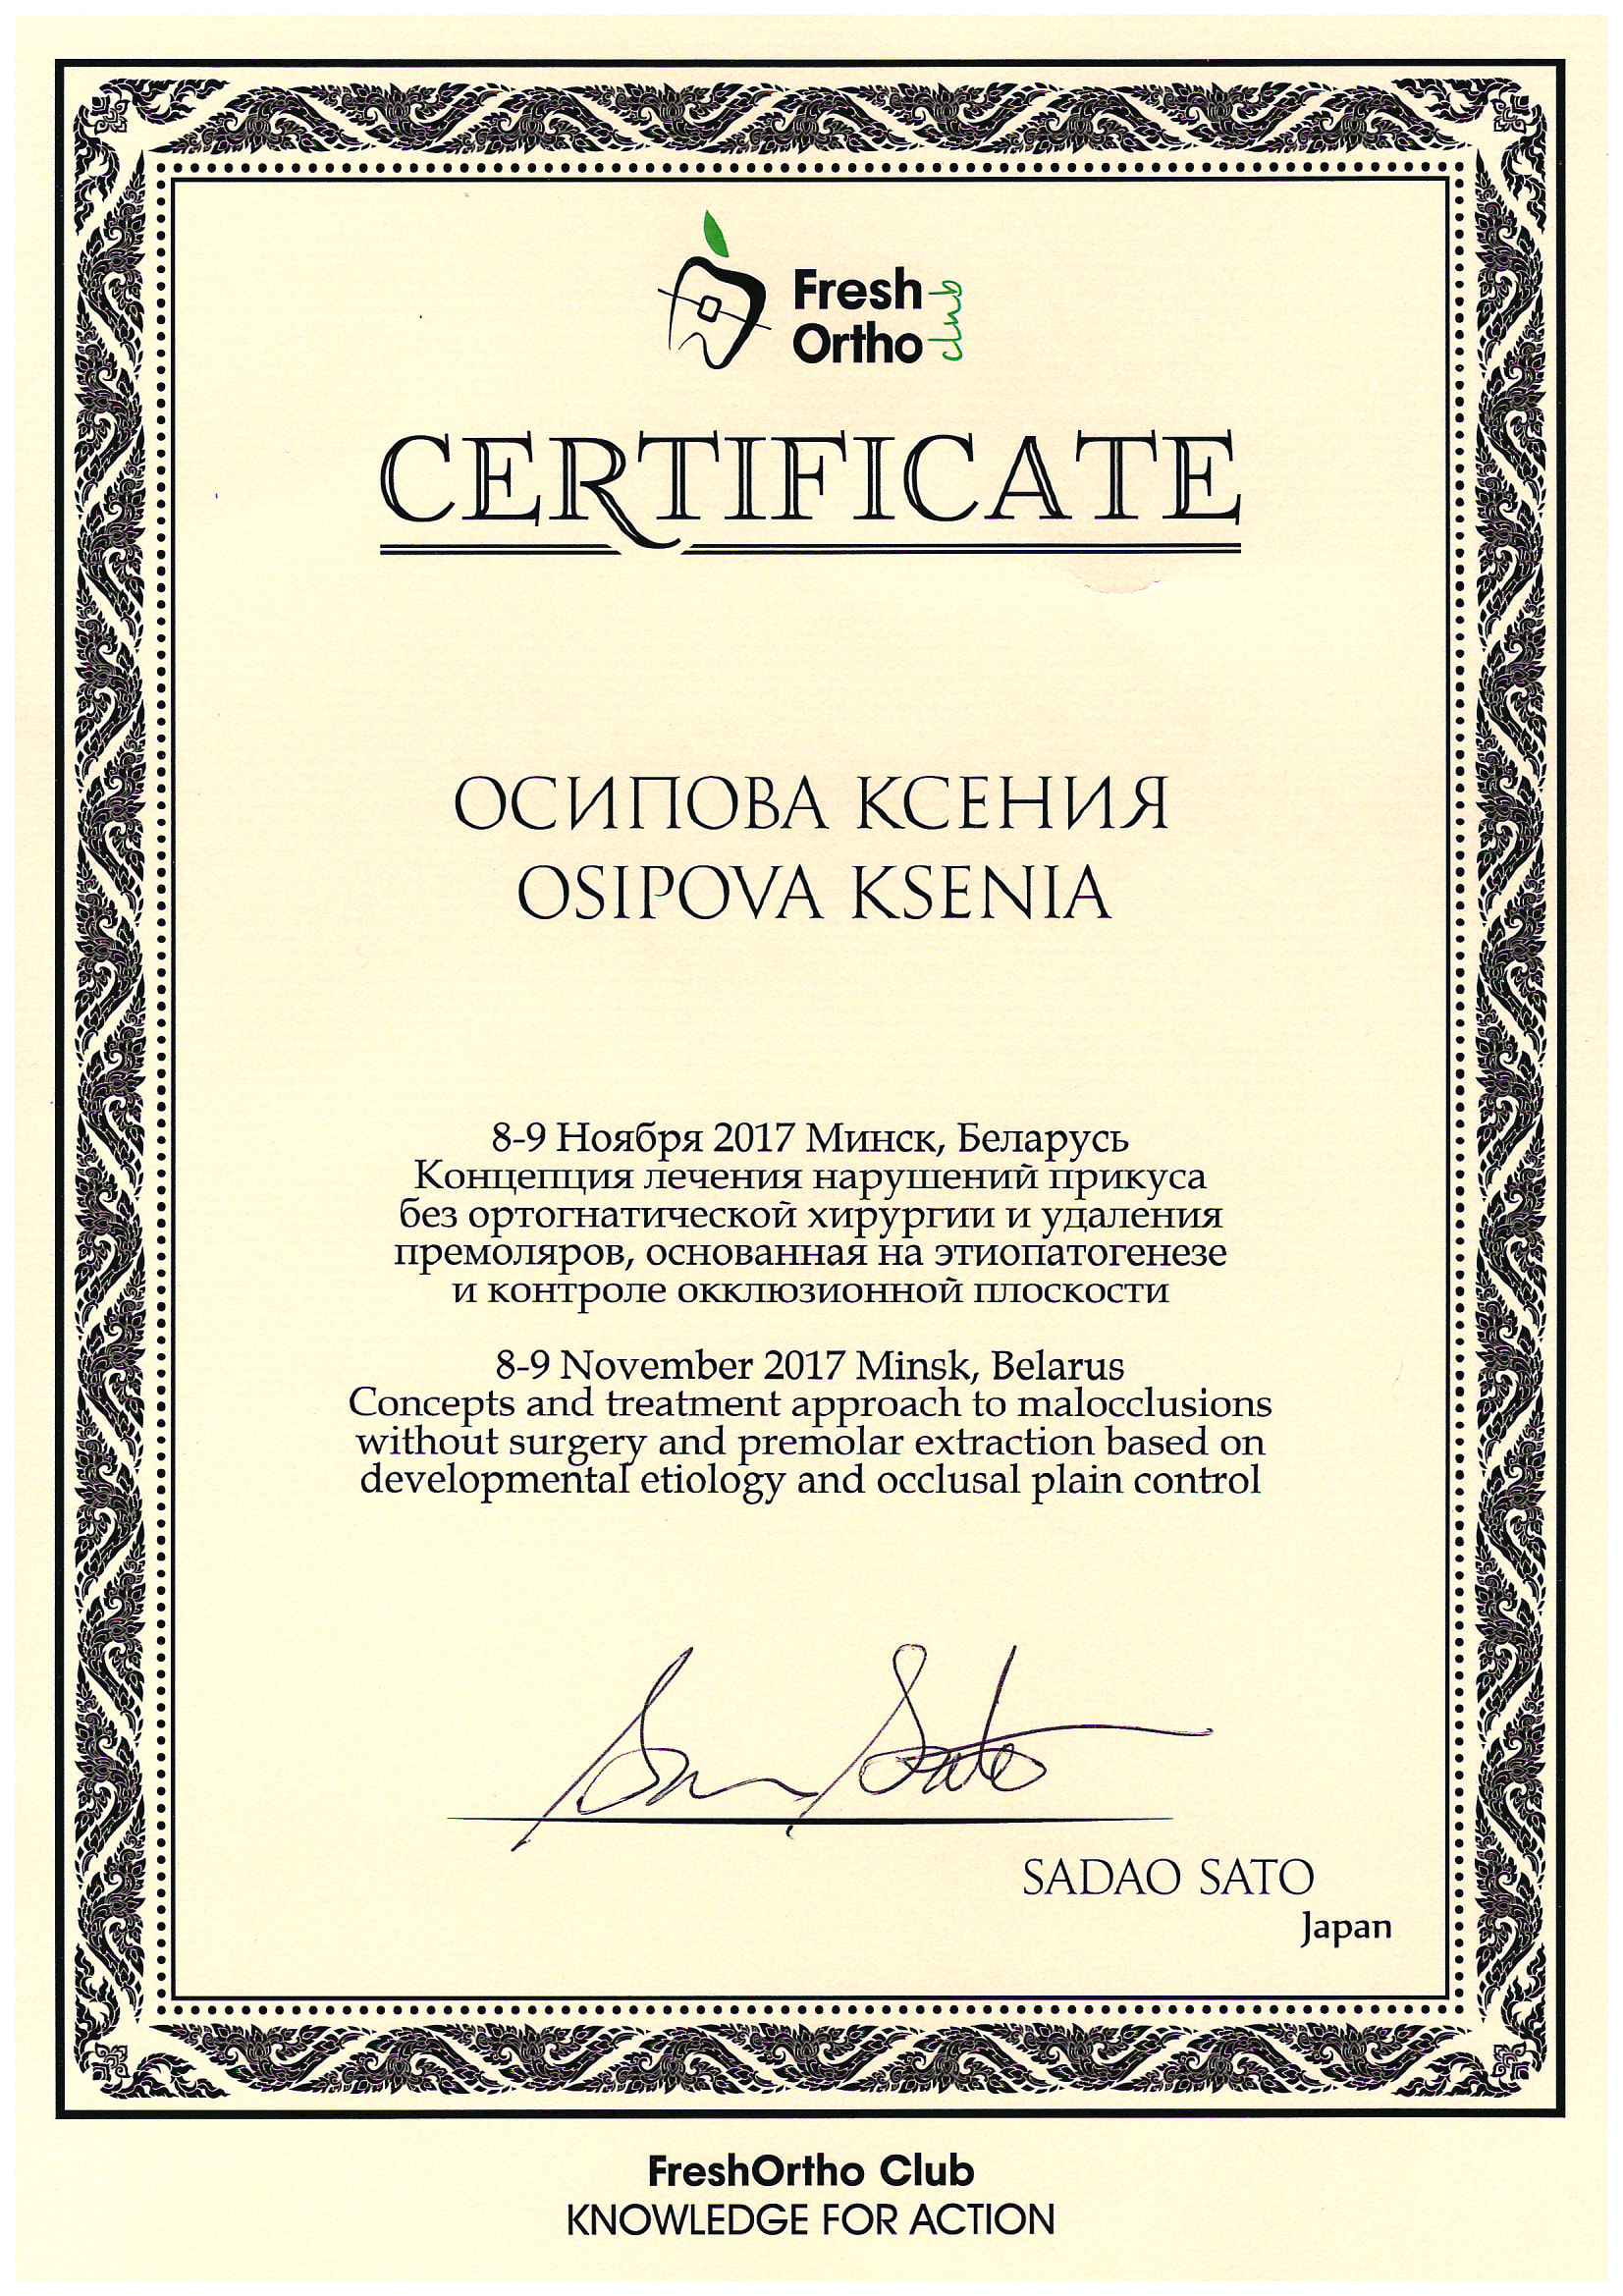 Fresh
Ortho
club
CERTIFICATE
ОСИПОВА КСЕНИЯ
OSIPOVA KSENIA
8-9 Ноября 2017 Минск, Беларусь
Концепция лечения нарушений прикуса
без ортогнатической хирургии и удаления
премоляров, основанная на этиопатогенезе
и контроле окклюзионной плоскости
8-9 November 2017 Minsk, Belarus
Concepts and treatment approach to malocclusions
without surgery and premolar extraction based on
developmental etiology and occlusal plain control
SADAO SATO
Japan
FreshOrtho Club
KNOWLEDGE FOR ACTION